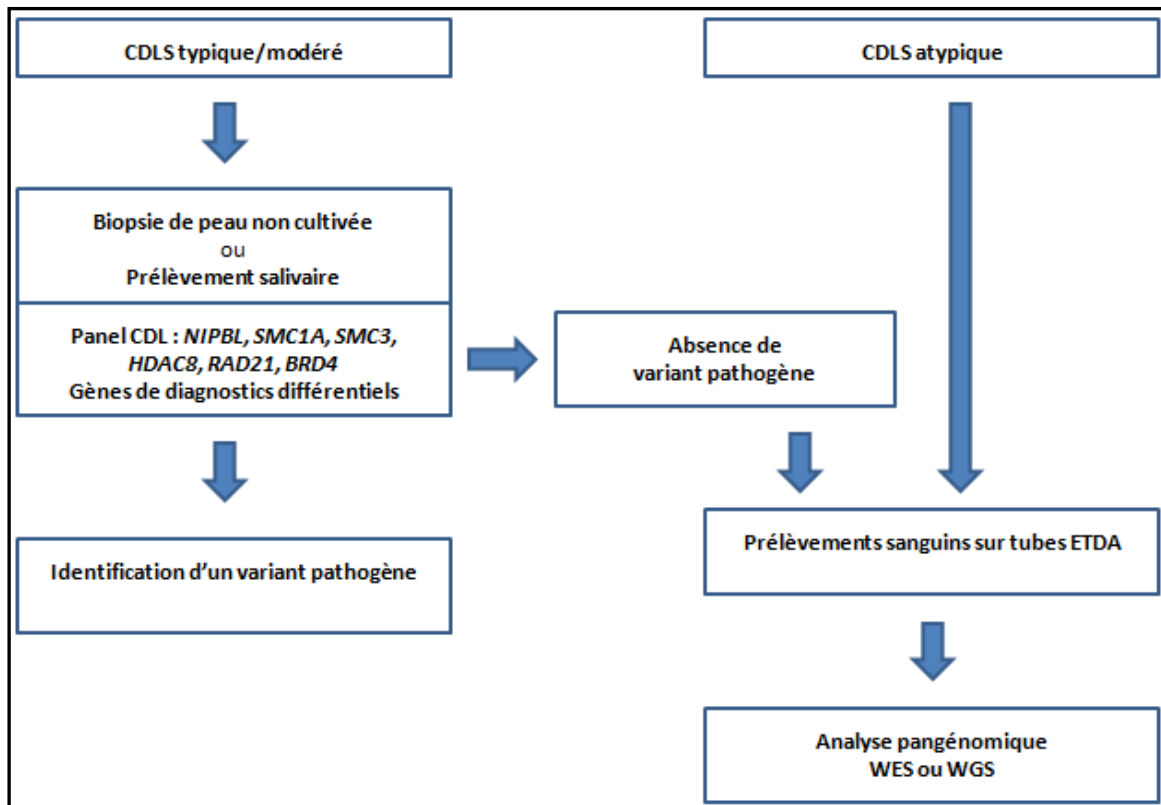 CDLS typique/modéré
CDLS atypique
Biopsie de peau non cultivée
ou
Prélèvement salivaire
Panel CDL : NIPBL, SMC1A, SMC3,
HDAC8, RAD21, BRD4
Gènes de diagnostics différentiels
Absence de
variant pathogène
Identification d'un variant pathogène
Prélèvements sanguins sur tubes ETDA
Analyse pangénomique
WES ou WGS